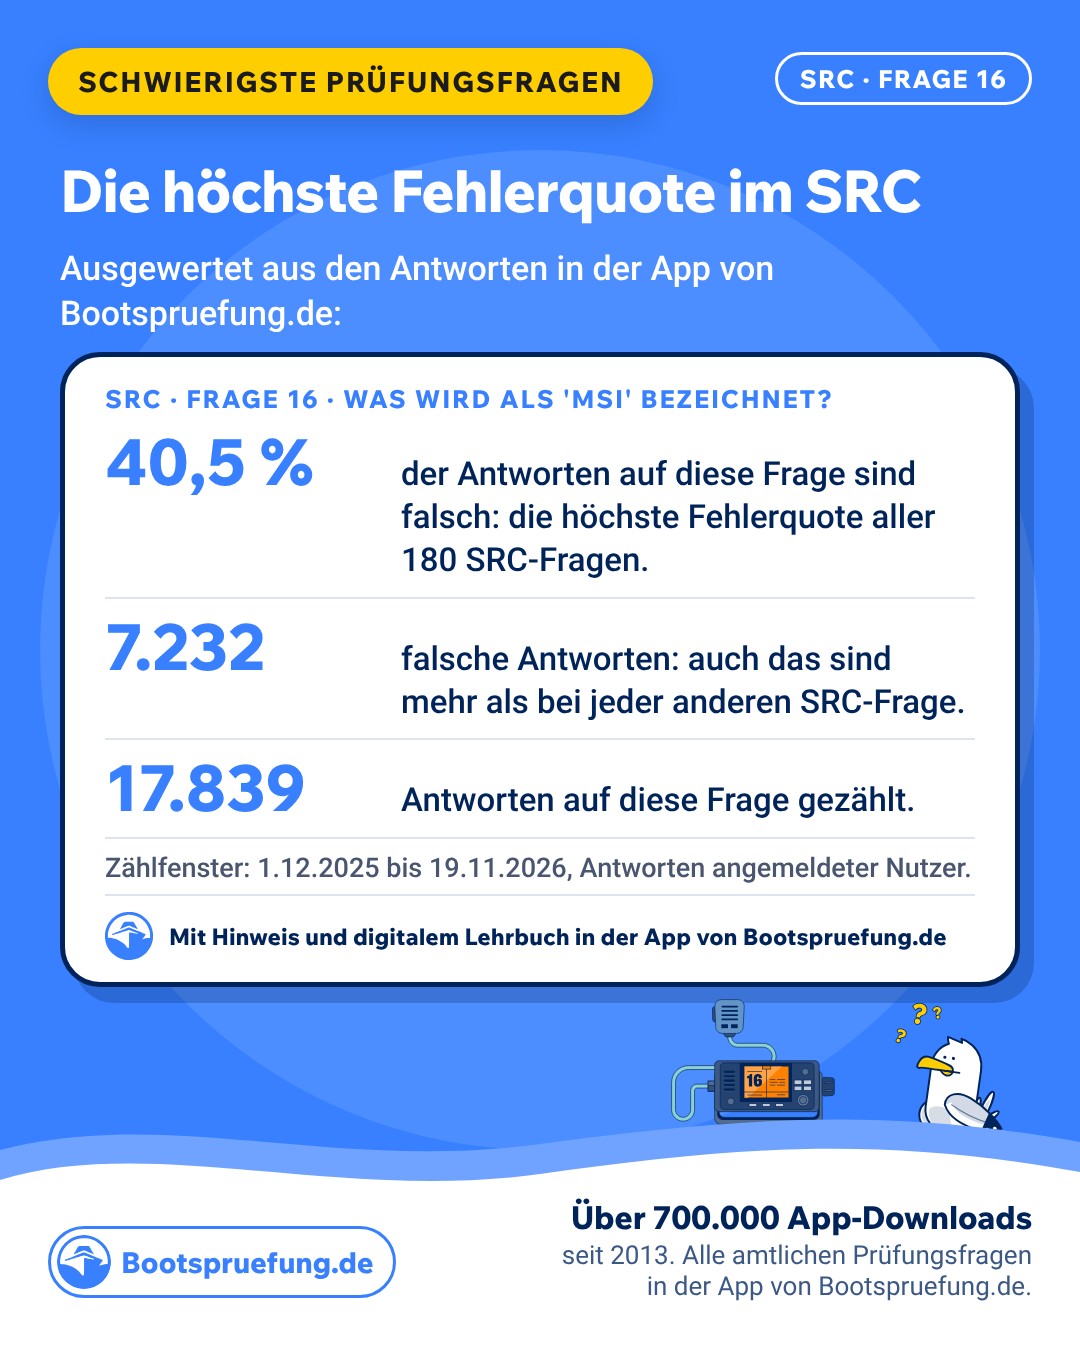 SCHWIERIGSTE PRÜFUNGSFRAGEN
SRC · FRAGE 16
Die höchste Fehlerquote im SRC
Ausgewertet aus den Antworten in der App von
Bootspruefung.de:
SRC · FRAGE 16 · WAS WIRD ALS 'MSI' BEZEICHNET?
40,5 %
der Antworten auf diese Frage sind
falsch: die höchste Fehlerquote aller
180 SRC-Fragen.
7.232
falsche Antworten: auch das sind
mehr als bei jeder anderen SRC-Frage.
17.839
Antworten auf diese Frage gezählt.
Zählfenster: 1.12.2025 bis 19.11.2026, Antworten angemeldeter Nutzer.
Mit Hinweis und digitalem Lehrbuch in der App von Bootspruefung.de
? ? ?
16
Über 700.000 App-Downloads
seit 2013. Alle amtlichen Prüfungsfragen
in der App von Bootspruefung.de.
Bootspruefung.de